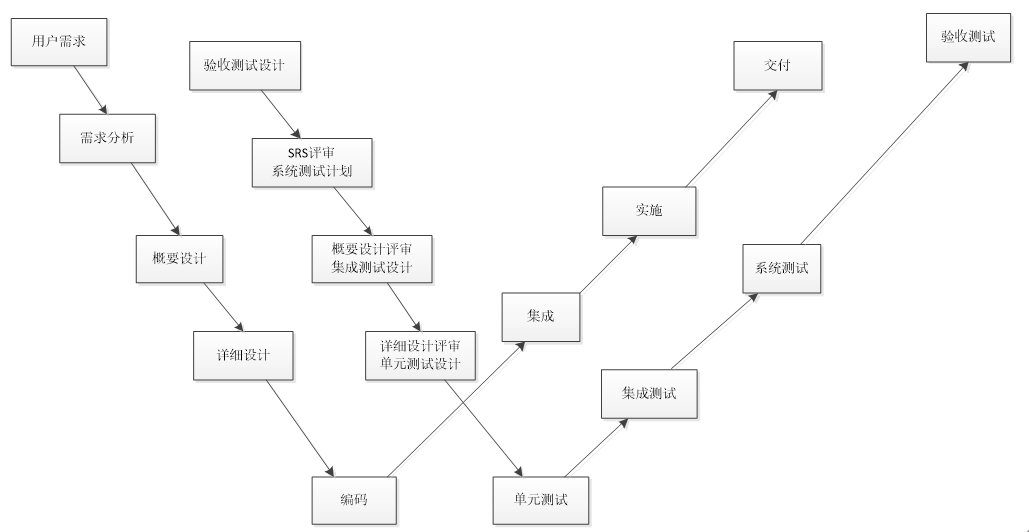 用户需求
验收测试设计
交付
验收测试
需求分析
SRS评审
系统测试计划
实施
概要设计
概要设计评审
集成测试设计
系统测试
集成
详细设计
详细设计评审
单元测试设计
集成测试
编码
单元测试